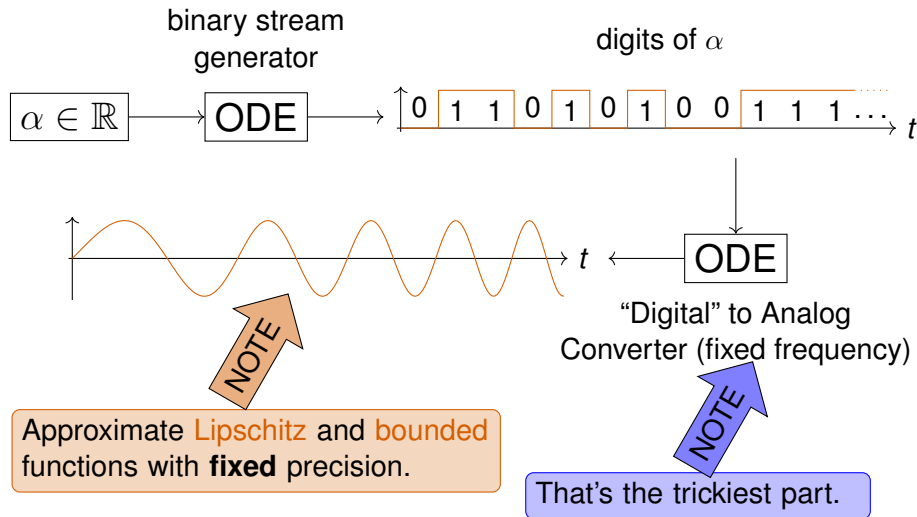 binary stream
generator
digits of α
α ∈ ℝ
ODE
0 1 1 0 1 0 1 0 0 1 1 1 ...
t
t
ODE
“Digital” to Analog
Converter (fixed frequency)
NOTE
NOTE
Approximate Lipschitz and bounded
functions with fixed precision.
That's the trickiest part.